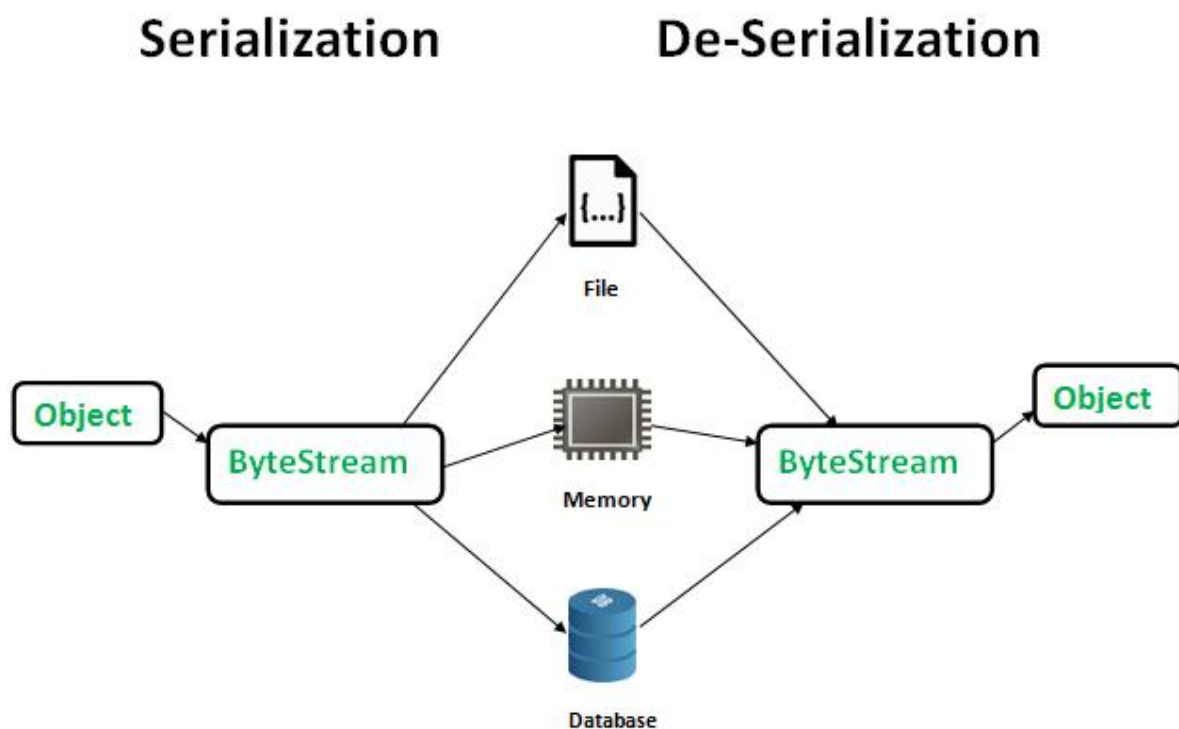 Serialization
De-Serialization
{...}
File
Object
ByteStream
Memory
ByteStream
Object
Database